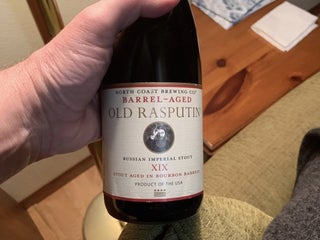 NORTH COAST BREWING CO
BARREL-AGED
OLD RASPUTIN
RUSSIAN IMPERIAL STOUT
XIX
STOUT AGED IN BOURBON BARRELS
PRODUCT OF THE USA